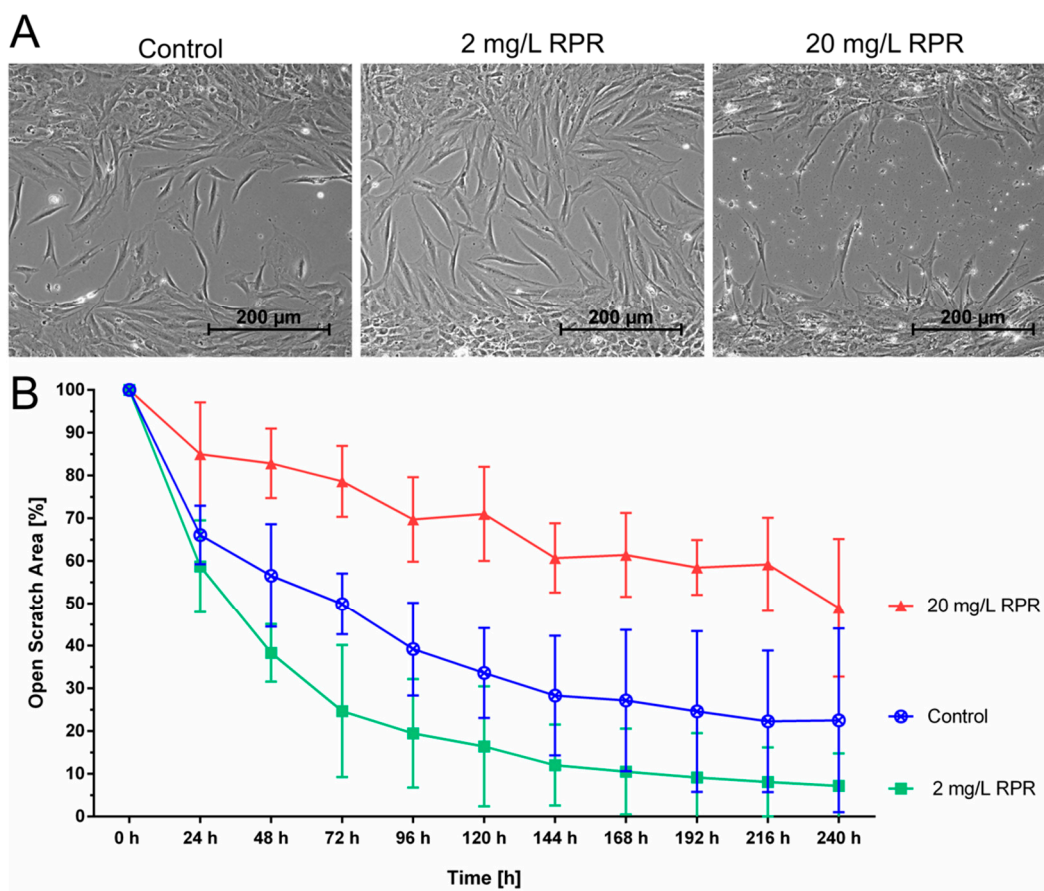 A
Control
2 mg/L RPR
20 mg/L RPR
200 µm
200 µm
200 µm
B
Open Scratch Area [%]
100
90
80
70
60
50
40
30
20
10
0
0 h 24 h 48 h 72 h 96 h 120 h 144 h 168 h 192 h 216 h 240 h
Time [h]
20 mg/L RPR
Control
2 mg/L RPR